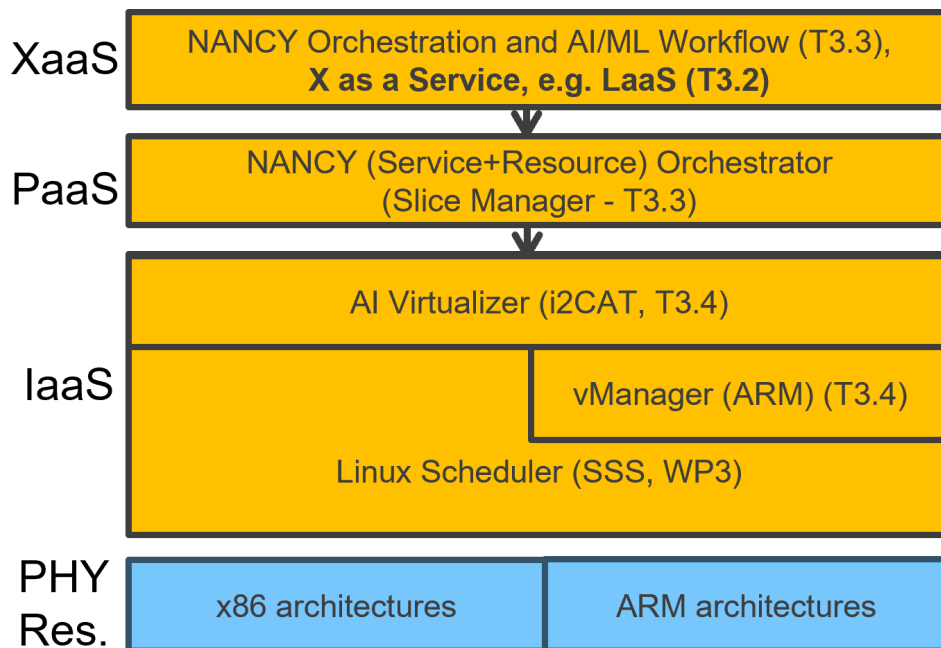 XaaS
NANCY Orchestration and AI/ML Workflow (T3.3),
X as a Service, e.g. LaaS (T3.2)
PaaS
NANCY (Service+Resource) Orchestrator
(Slice Manager - T3.3)
IaaS
AI Virtualizer (i2CAT, T3.4)
vManager (ARM) (T3.4)
Linux Scheduler (SSS, WP3)
PHY
Res.
x86 architectures
ARM architectures